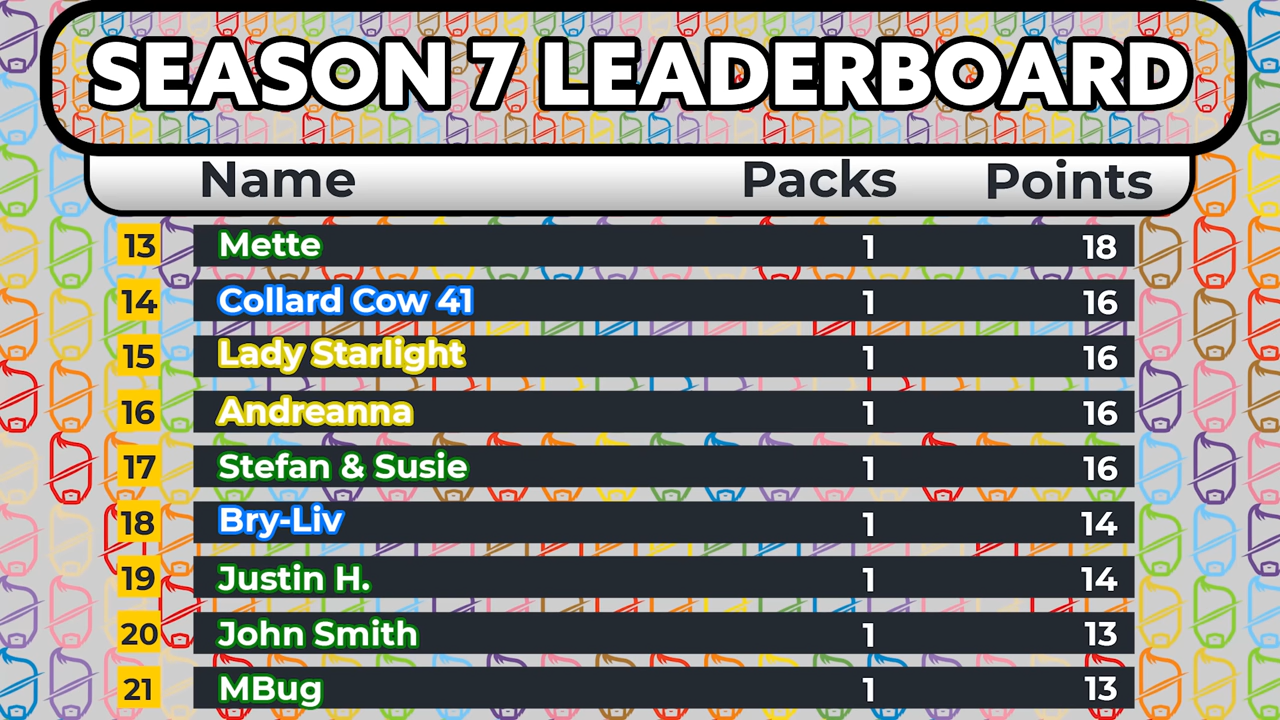 SEASON 7 LEADERBOARD
Name Packs Points
13 Mette 1 18
14 Collard Cow 41 1 16
15 Lady Starlight 1 16
16 Andreanna 1 16
17 Stefan & Susie 1 16
18 Bry-Liv 1 14
19 Justin H. 1 14
20 John Smith 1 13
21 MBug 1 13